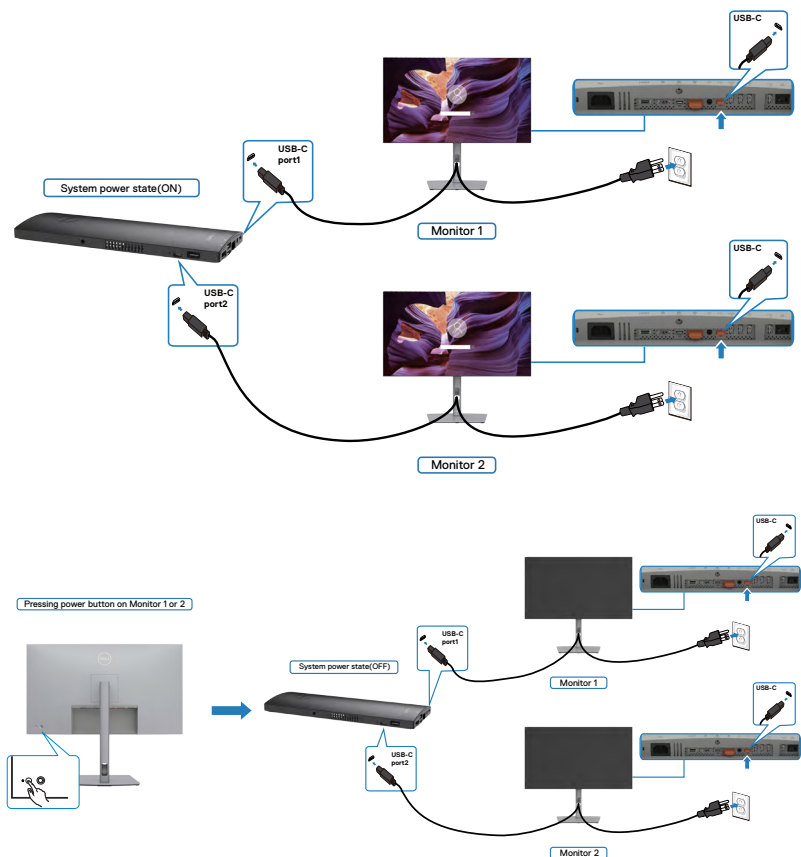 USB-C
USB-C
port1
System power state(ON)
Monitor 1
USB-C
USB-C
port2
Monitor 2
USB-C
Pressing power button on Monitor 1 or 2
USB-C
port1
System power state(OFF)
Monitor 1
USB-C
USB-C
port2
Monitor 2
DELL